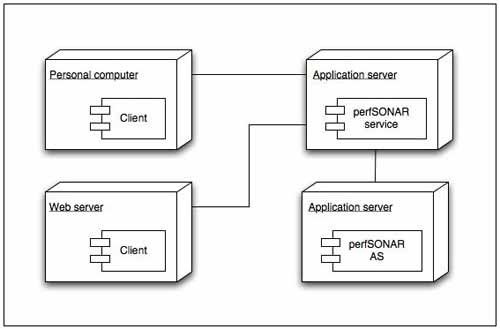 Personal computer
Client
Application server
perfSONAR
service
Web server
Client
Application server
perfSONAR
AS